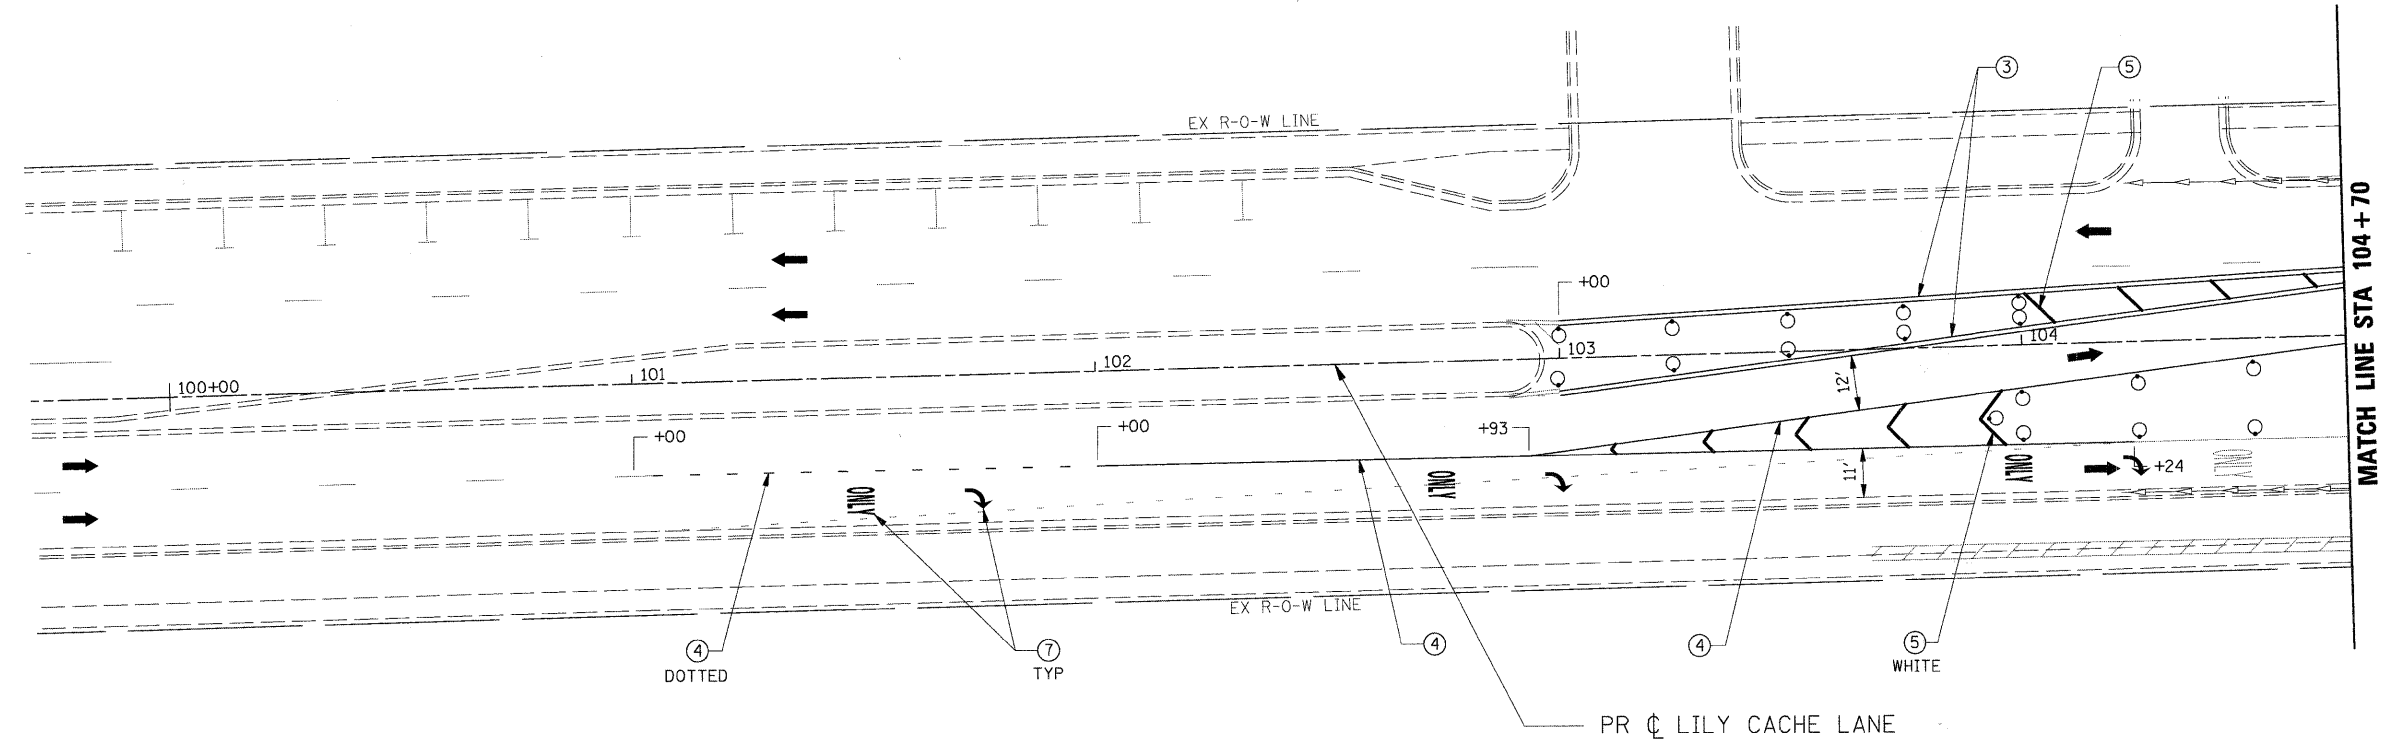 EX R-O-W LINE
3
5
+00
100+00
101
102
103
104
12'
+00
+00
+93
11'
ONLY
ONLY
ONLY
ONLY
+24
EX R-O-W LINE
4
DOTTED
7
TYP
4
4
5
WHITE
PR ℄ LILY CACHE LANE
MATCH LINE STA 104+70